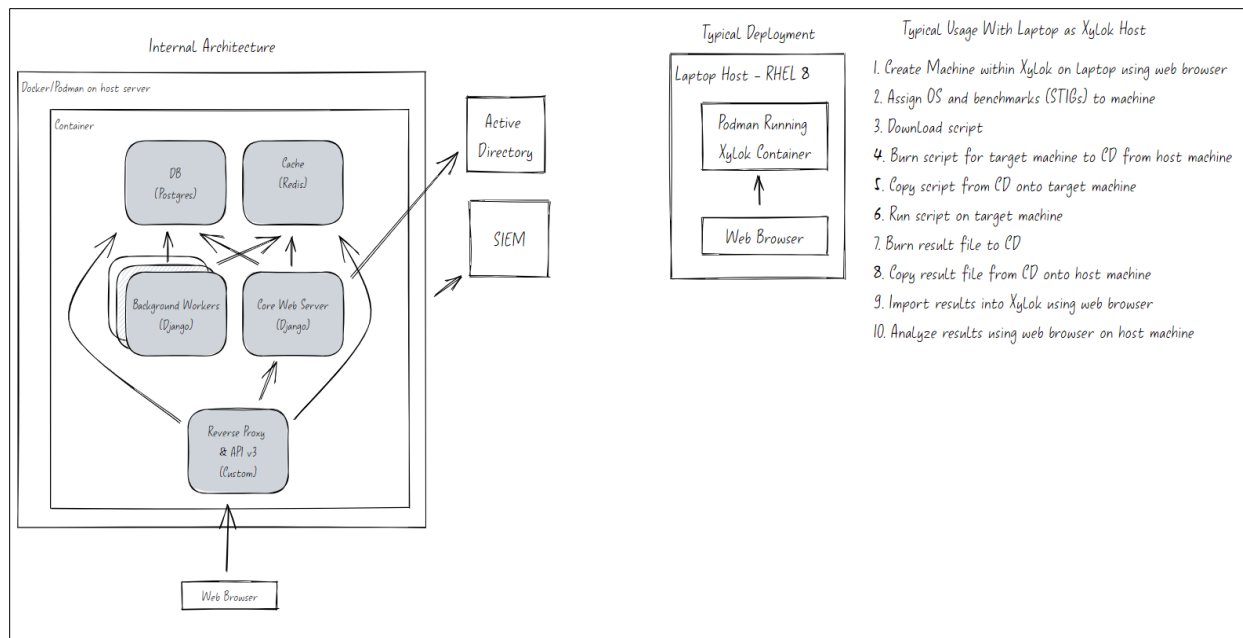 Internal Architecture
Docker/Podman on host server
Container
DB
(Postgres)
Cache
(Redis)
Background Workers
(Django)
Core Web Server
(Django)
Reverse Proxy
& API v3
(Custom)
Web Browser
Active
Directory
SIEM
Typical Deployment
Laptop Host - RHEL 8
Podman Running
Xylok Container
Web Browser
Typical Usage With Laptop as Xylok Host
1. Create Machine within Xylok on Laptop using web browser
2. Assign OS and benchmarks (STIGs) to machine
3. Download script
4. Burn script for target machine to CD from host machine
5. Copy script from CD onto target machine
6. Run script on target machine
7. Burn result file to CD
8. Copy result file from CD onto host machine
9. Import results into Xylok using web browser
10. Analyze results using web browser on host machine